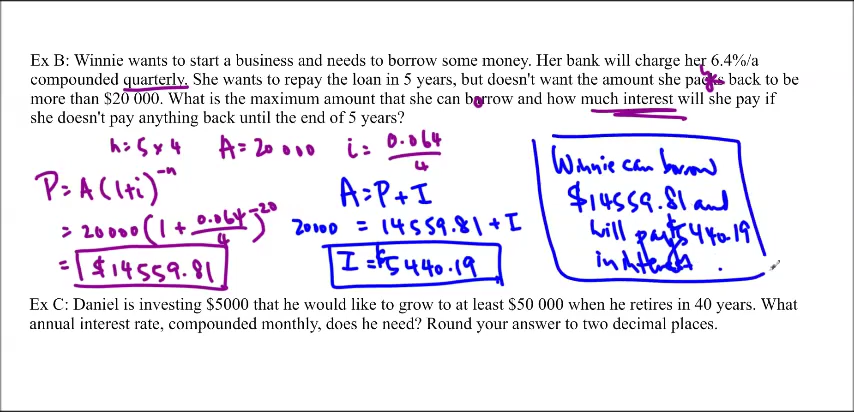 Ex B: Winnie wants to start a business and needs to borrow some money. Her bank will charge her 6.4%/a
compounded quarterly. She wants to repay the loan in 5 years, but doesn't want the amount she pays back to be
more than $20 000. What is the maximum amount that she can borrow and how much interest will she pay if
she doesn't pay anything back until the end of 5 years?
n=5×4 A=20 000 i=0.064/4
P=A(1+i)^-n
=20000(1+0.064/4)^-20
=$14559.81
A=P+I
20000 = 14559.81+I
I=$5440.19
Winnie can borrow
$14559.81 and
will pay $5440.19
in interest.
Ex C: Daniel is investing $5000 that he would like to grow to at least $50 000 when he retires in 40 years. What
annual interest rate, compounded monthly, does he need? Round your answer to two decimal places.